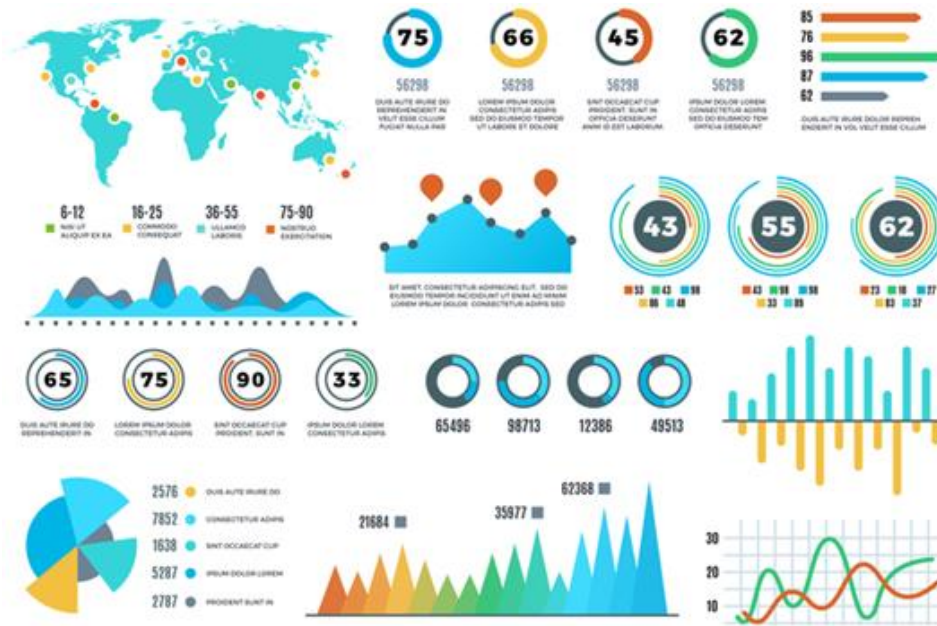 75
66
45
62
56298
56298
56298
56298
DUIS AUTE IRURE DO
REPREHENDERIT IN
VELIT ESSE CILLUM
FUGIAT NULLA PAR
LOREM IPSUM DOLOR
CONSECTETUR ADIPIS
SED DO EIUSMOD TEMPOR
UT LABORE ET DOLORE
SINT OCCAECAT CUP
PROIDENT, SUNT IN
OFFICIA DESERUNT
ANIM ID EST LABORUM.
IPSUM DOLOR LOREM
CONSECTETUR ADIPIS
SED DO EIUSMOD TEM
OFFICIA DESERUNT
85
76
96
87
62
DUIS AUTE IRURE DOLOR REPREH
ENDERIT IN VOL VELIT ESSE CILLUM
6-12
NISI UT
ALIQUIP EX EA
16-25
COMMODO
CONSEQUAT
36-55
ULLAMCO
LABORIS
75-90
NOSTRUD
EXERCITATION
SIT AMET, CONSECTETUR ADIPISCING ELIT, SED DO
EIUSMOD TEMPOR INCIDIDUNT UT ENIM AD MINIM
LOREM IPSUM DOLOR CONSECTETUR ADIPIS SED
43
53 43 98
86 48
55
43 98 98
33 89
62
23 18 27
83 37
65
DUIS AUTE IRURE DO
REPREHENDERIT IN
75
LOREM IPSUM DOLOR
CONSECTETUR ADIPIS
90
SINT OCCAECAT CUP
PROIDENT, SUNT IN
33
IPSUM DOLOR LOREM
CONSECTETUR ADIPIS
65496
98713
12386
49513
2576 DUIS AUTE IRURE DO
7852 CONSECTETUR ADIPIS
1638 SINT OCCAECAT CUP
5287 IPSUM DOLOR LOREM
2787 PROIDENT SUNT IN
21684
35977
62368
30
20
10